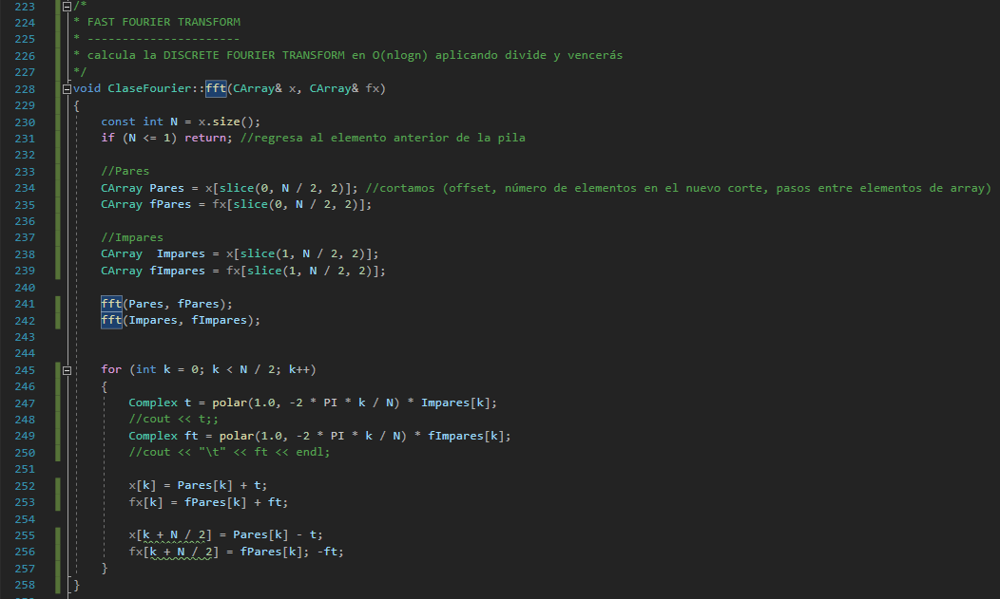 223 /*
224 * FAST FOURIER TRANSFORM
225 * ----------------------
226 * calcula la DISCRETE FOURIER TRANSFORM en O(nlogn) aplicando divide y vencerás
227 */
228 void ClaseFourier::fft(CArray& x, CArray& fx)
229 {
230 const int N = x.size();
231 if (N <= 1) return; //regresa al elemento anterior de la pila
232
233 //Pares
234 CArray Pares = x[slice(0, N / 2, 2)]; //cortamos (offset, número de elementos en el nuevo corte, pasos entre elementos de array)
235 CArray fPares = fx[slice(0, N / 2, 2)];
236
237 //Impares
238 CArray  Impares = x[slice(1, N / 2, 2)];
239 CArray fImpares = fx[slice(1, N / 2, 2)];
240
241 fft(Pares, fPares);
242 fft(Impares, fImpares);
243
244
245 for (int k = 0; k < N / 2; k++)
246 {
247 Complex t = polar(1.0, -2 * PI * k / N) * Impares[k];
248 //cout << t;;
249 Complex ft = polar(1.0, -2 * PI * k / N) * fImpares[k];
250 //cout << "\t" << ft << endl;
251
252 x[k] = Pares[k] + t;
253 fx[k] = fPares[k] + ft;
254
255 x[k + N / 2] = Pares[k] - t;
256 fx[k + N / 2] = fPares[k]; -ft;
257 }
258 }